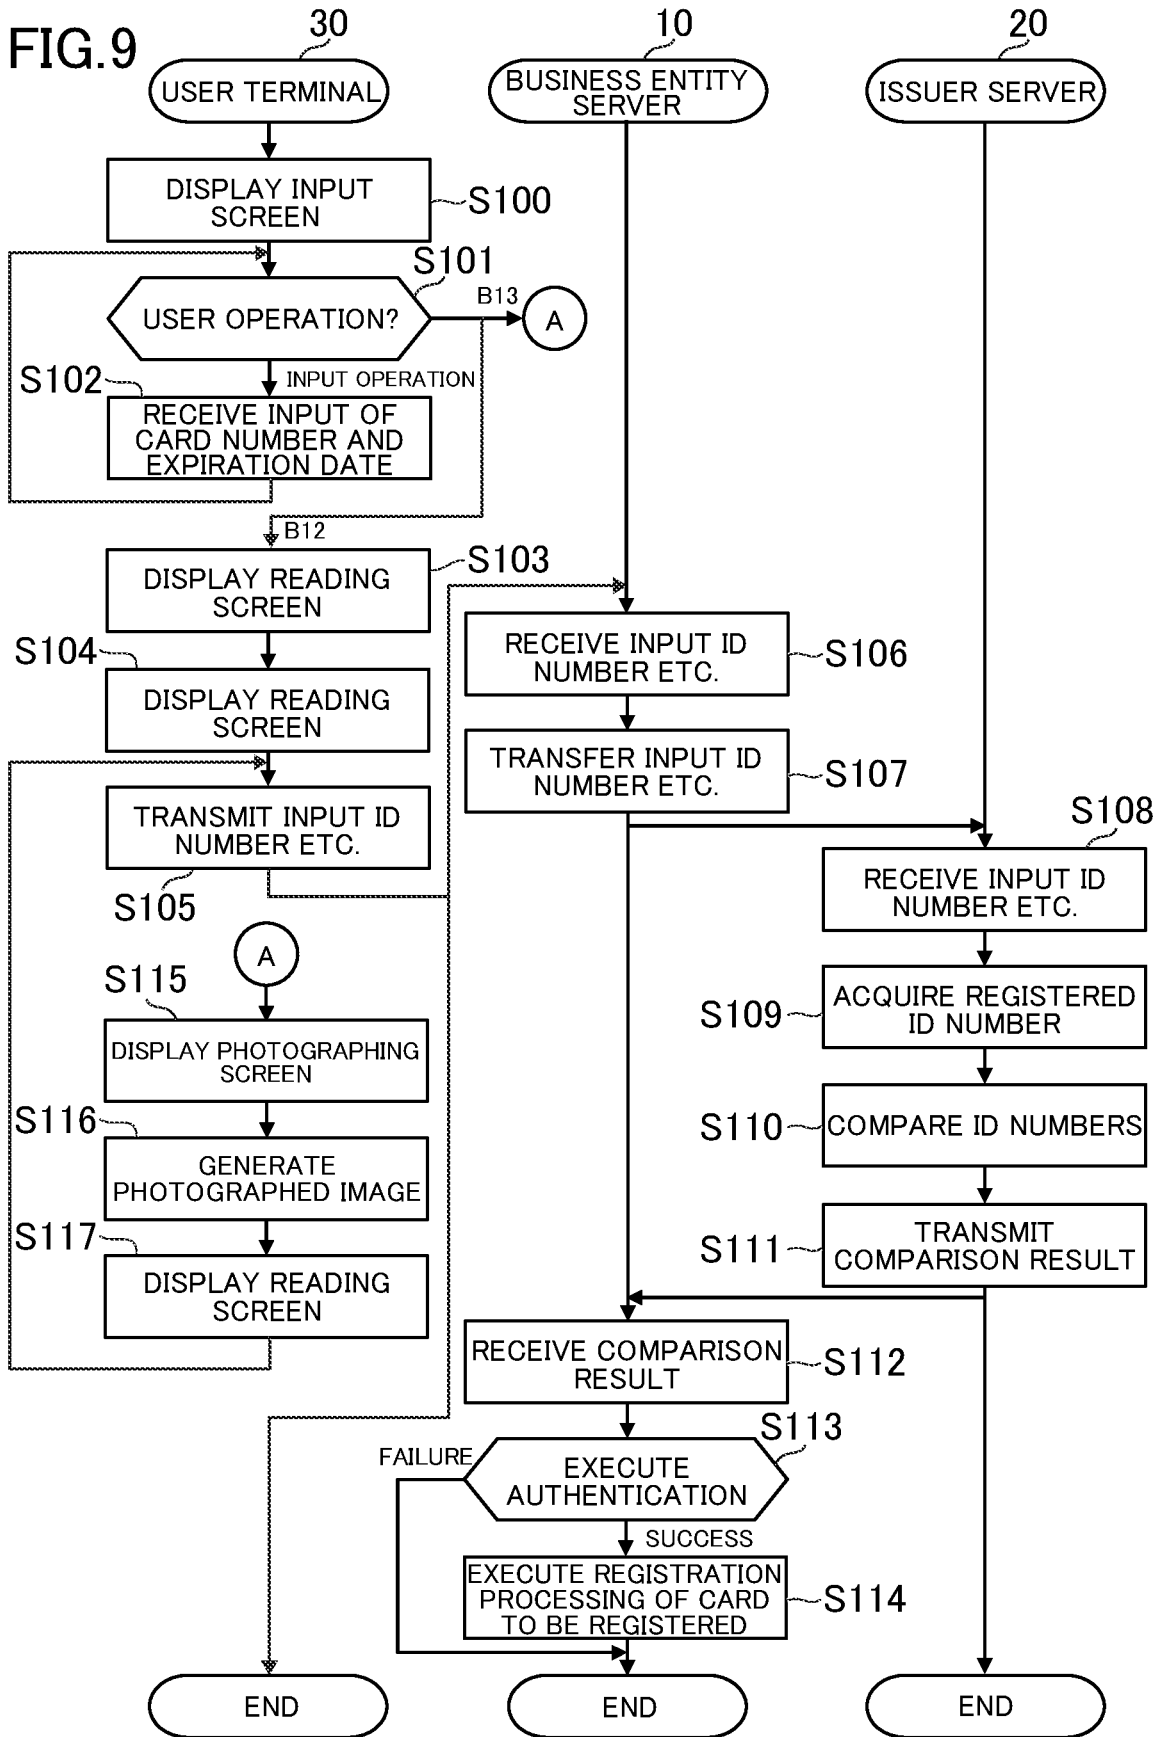 FIG.9
30
10
20
USER TERMINAL
BUSINESS ENTITY
SERVER
ISSUER SERVER
DISPLAY INPUT
SCREEN
S100
S101
USER OPERATION?
B13
A
INPUT OPERATION
S102
RECEIVE INPUT OF
CARD NUMBER AND
EXPIRATION DATE
B12
S103
DISPLAY READING
SCREEN
S104
DISPLAY READING
SCREEN
TRANSMIT INPUT ID
NUMBER ETC.
S105
RECEIVE INPUT ID
NUMBER ETC.
S106
TRANSFER INPUT ID
NUMBER ETC.
S107
S108
RECEIVE INPUT ID
NUMBER ETC.
S109
ACQUIRE REGISTERED
ID NUMBER
S110
COMPARE ID NUMBERS
S111
TRANSMIT
COMPARISON RESULT
A
S115
DISPLAY PHOTOGRAPHING
SCREEN
S116
GENERATE
PHOTOGRAPHED IMAGE
S117
DISPLAY READING
SCREEN
RECEIVE COMPARISON
RESULT
S112
S113
FAILURE
EXECUTE
AUTHENTICATION
SUCCESS
EXECUTE REGISTRATION
PROCESSING OF CARD
TO BE REGISTERED
S114
END
END
END